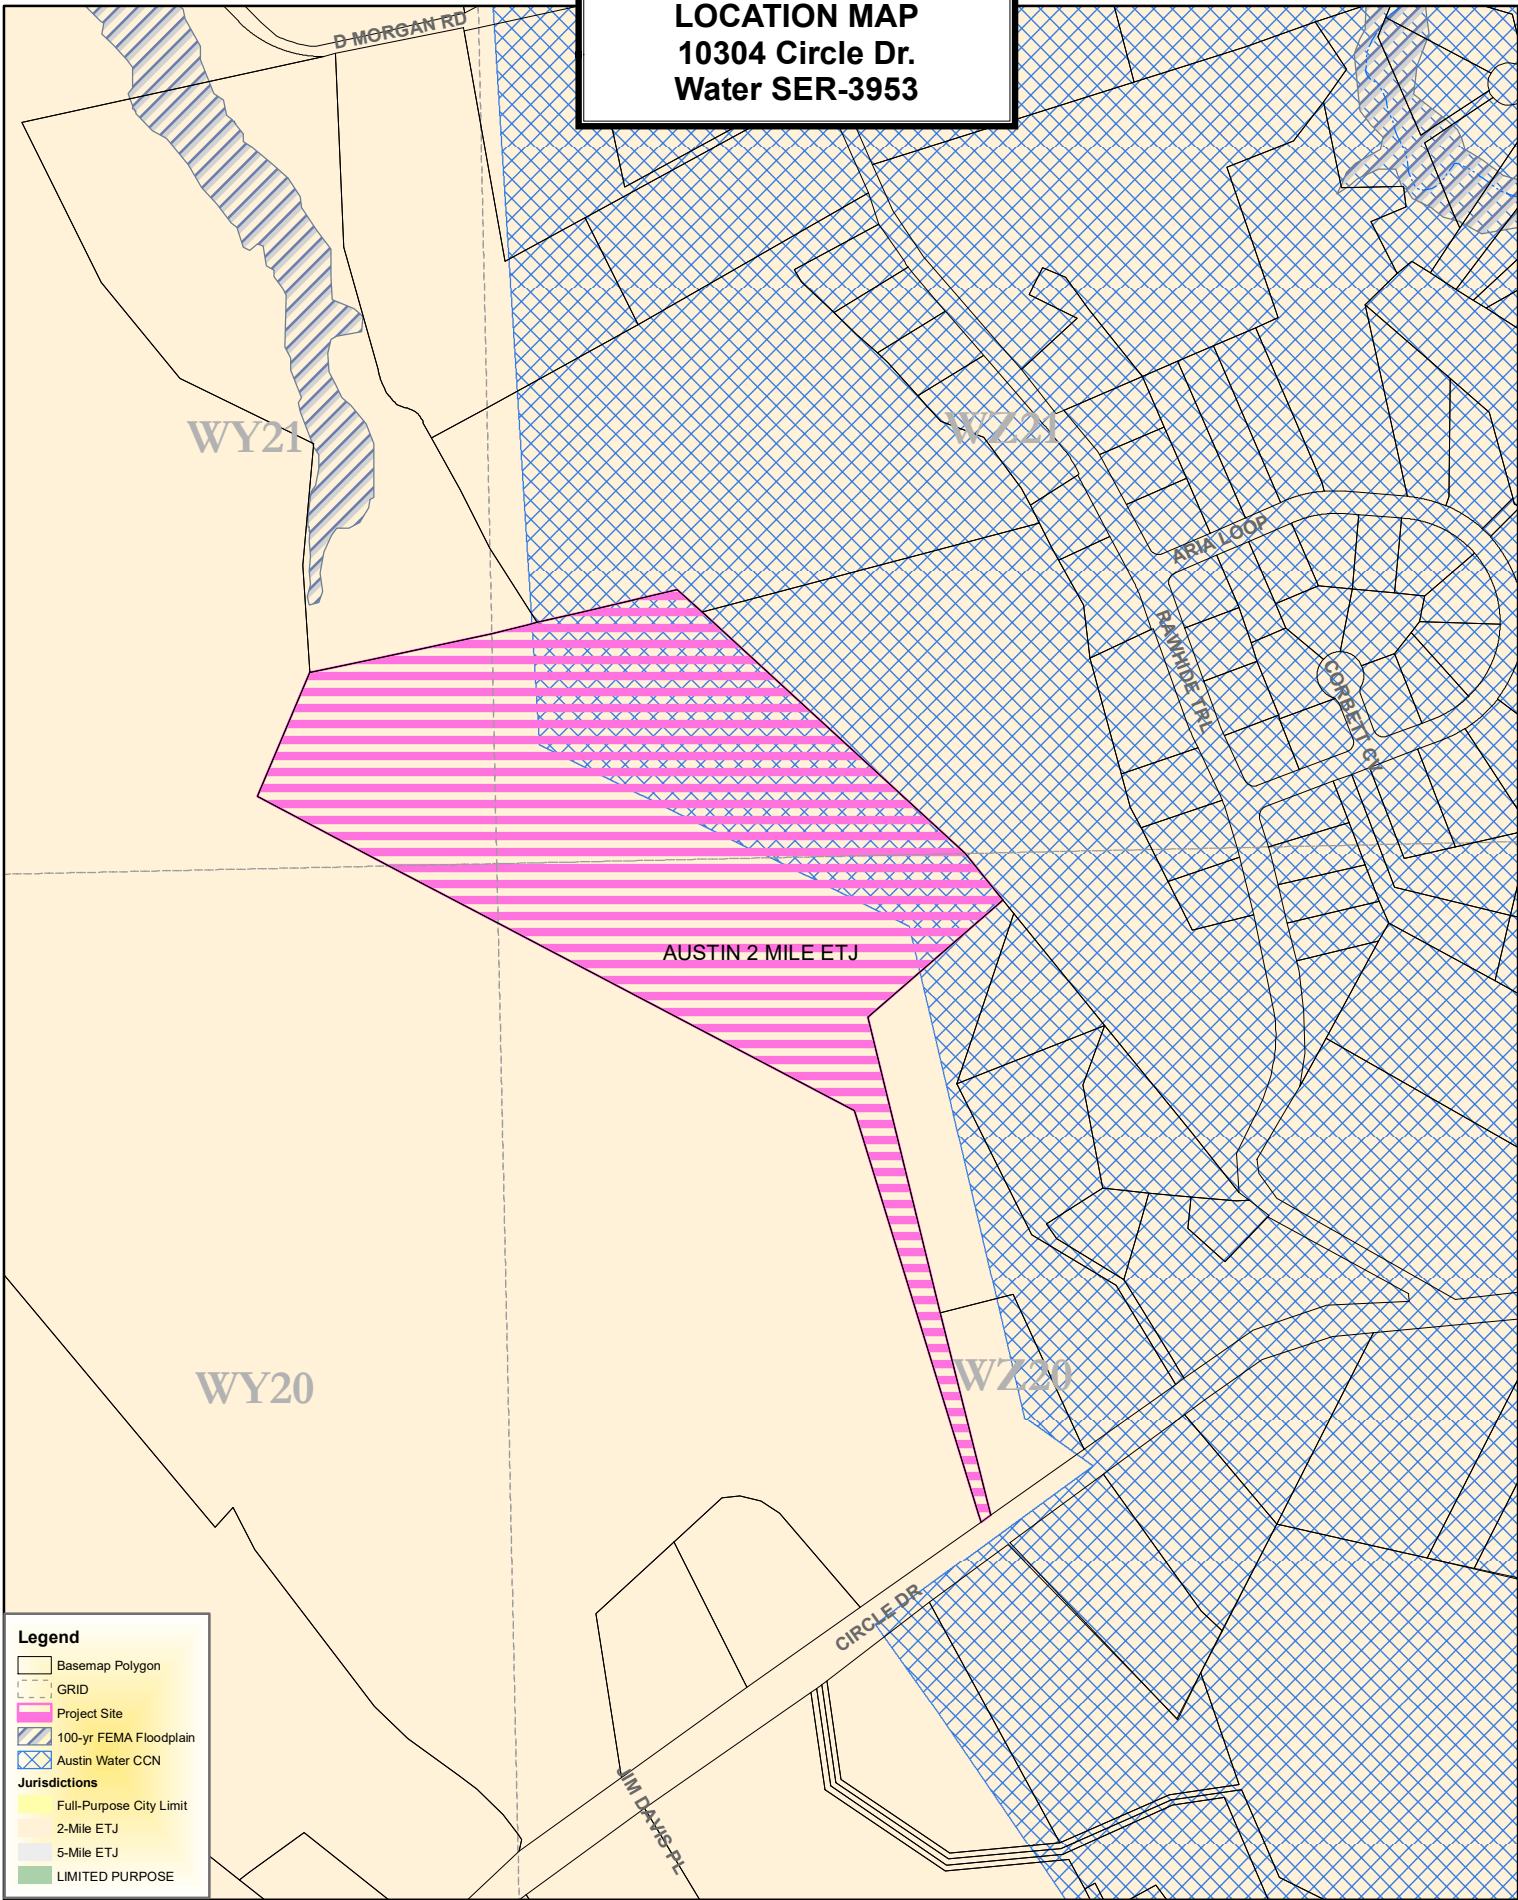 LOCATION MAP
10304 Circle Dr.
Water SER-3953
D MORGAN RD
WY21
WZ21
ARIA LOOP
RAWHIDE TRL
CORBETT CV
AUSTIN 2 MILE ETJ
WY20
WZ20
CIRCLE DR
JIM DAVIS PL
Legend
Basemap Polygon
GRID
Project Site
100-yr FEMA Floodplain
Austin Water CCN
Jurisdictions
Full-Purpose City Limit
2-Mile ETJ
5-Mile ETJ
LIMITED PURPOSE